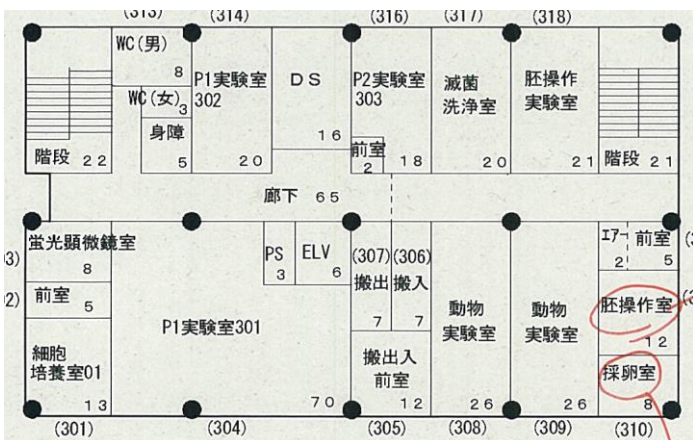 (313)
(314)
(316)
(317)
(318)
WC(男)
8
WC(女)
3
身障
5
階段 22
P1実験室
302
20
DS
16
P2実験室
303
前室
2
18
滅菌
洗浄室
20
胚操作
実験室
21
階段 21
廊下 65
蛍光顕微鏡室
8
前室
5
細胞
培養室01
13
P1実験室301
70
PS
3
ELV
6
(307)
搬出
7
(306)
搬入
7
搬出入
前室
12
動物
実験室
26
動物
実験室
26
エアー
2
前室
5
胚操作室
12
採卵室
8
(301)
(304)
(305)
(308)
(309)
(310)